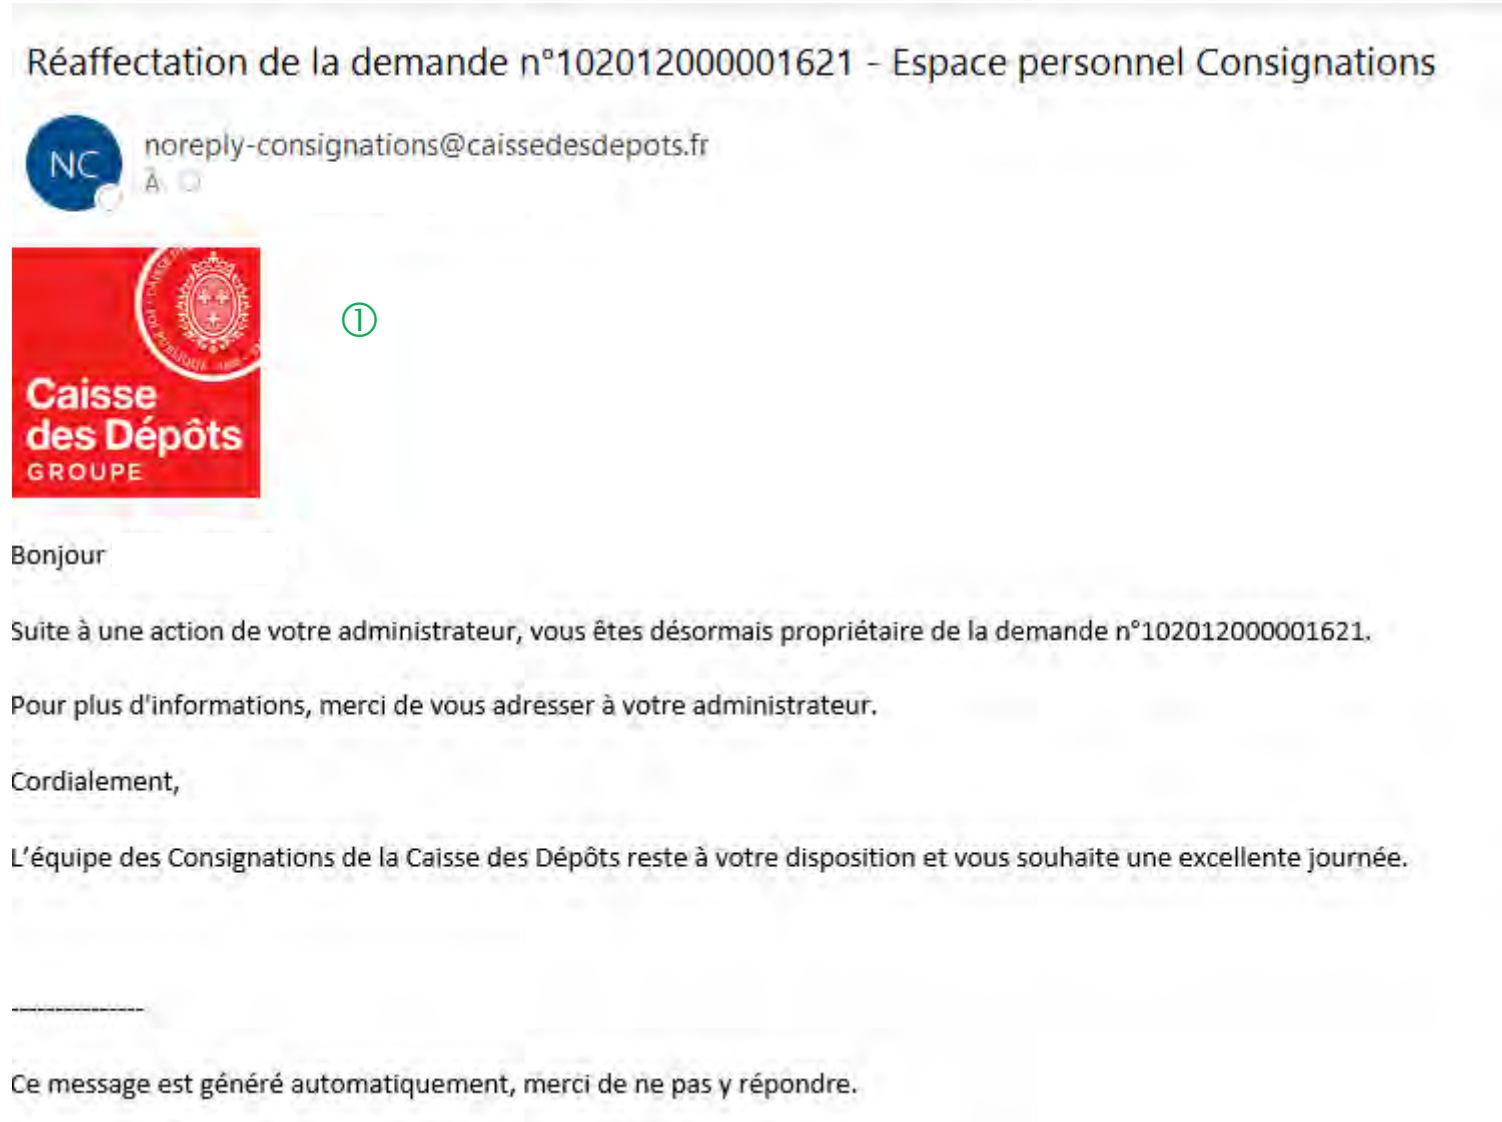 Réaffectation de la demande n°102012000001621 - Espace personnel Consignations
NC
noreply-consignations@caissedesdepots.fr
À
①
Caisse
des Dépôts
GROUPE
Bonjour
Suite à une action de votre administrateur, vous êtes désormais propriétaire de la demande n°102012000001621.
Pour plus d'informations, merci de vous adresser à votre administrateur.
Cordialement,
L’équipe des Consignations de la Caisse des Dépôts reste à votre disposition et vous souhaite une excellente journée.
---------------
Ce message est généré automatiquement, merci de ne pas y répondre.